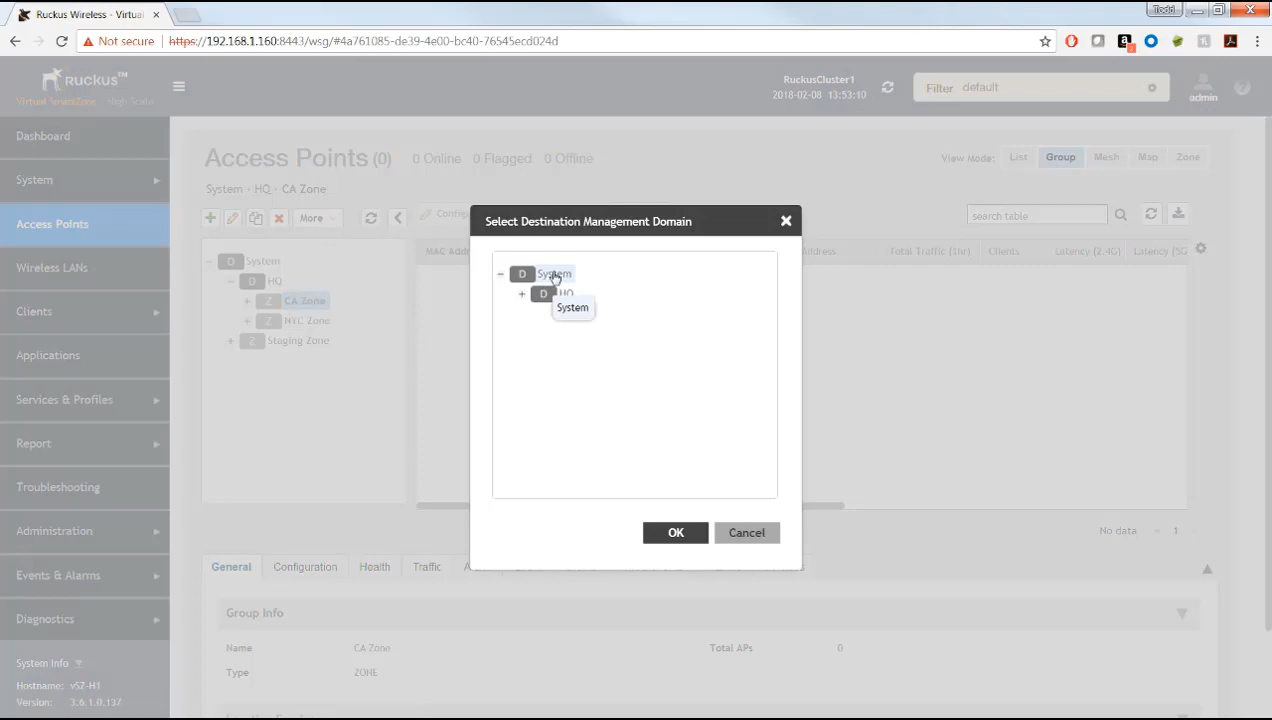 Ruckus Wireless - Virtual
Todd
Not secure
https://192.168.1.160:8443/wsg/#4a761085-de39-4e00-bc40-76545ecd024d
RUCKUS™
Virtual SmartZone High Scale
RuckusCluster1
2018-02-08 13:53:10
Filter default
admin
Dashboard
System
Access Points
Wireless LANs
Clients
Applications
Services & Profiles
Report
Troubleshooting
Administration
Events & Alarms
Diagnostics
System Info
Hostname: vSZ-H1
Version: 3.6.1.0.137
Access Points (0) 0 Online 0 Flagged 0 Offline
View Mode: List Group Mesh Map Zone
System - HQ - CA Zone
More
search table
D System
D HQ
Z CA Zone
Z NYC Zone
Z Staging Zone
MAC Addr
Address Total Traffic (1hr) Clients Latency (2.4G) Latency (5G
Select Destination Management Domain
D System
D HQ
System
OK Cancel
No data 1
General Configuration Health Traffic
Group Info
Name CA Zone Total APs 0
Type ZONE